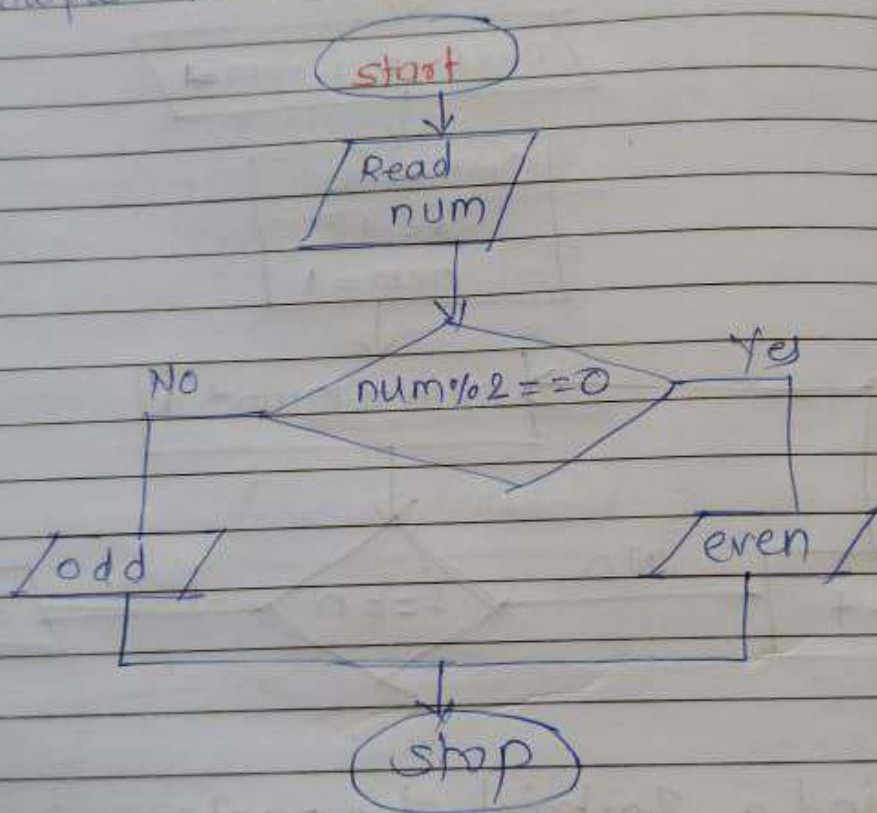 start
Read
num
num%2==0
NO
Yes
odd
even
stop